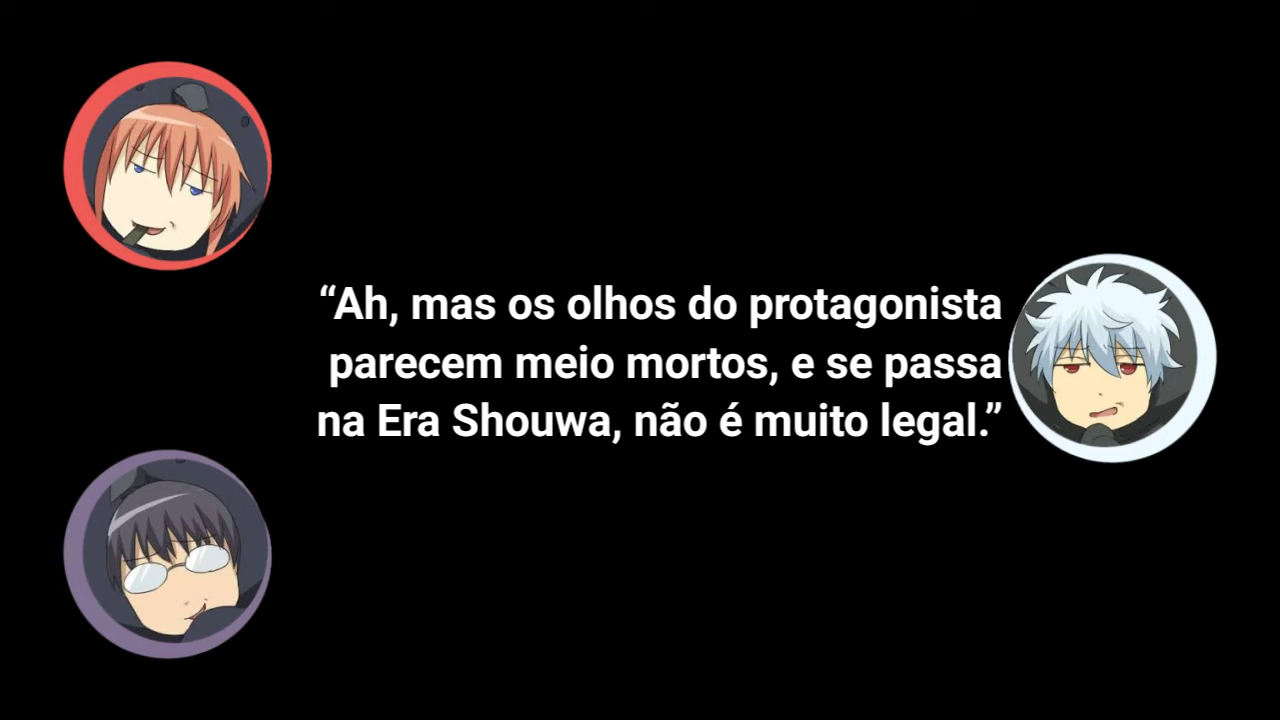 “Ah, mas os olhos do protagonista
parecem meio mortos, e se passa
na Era Shouwa, não é muito legal.”